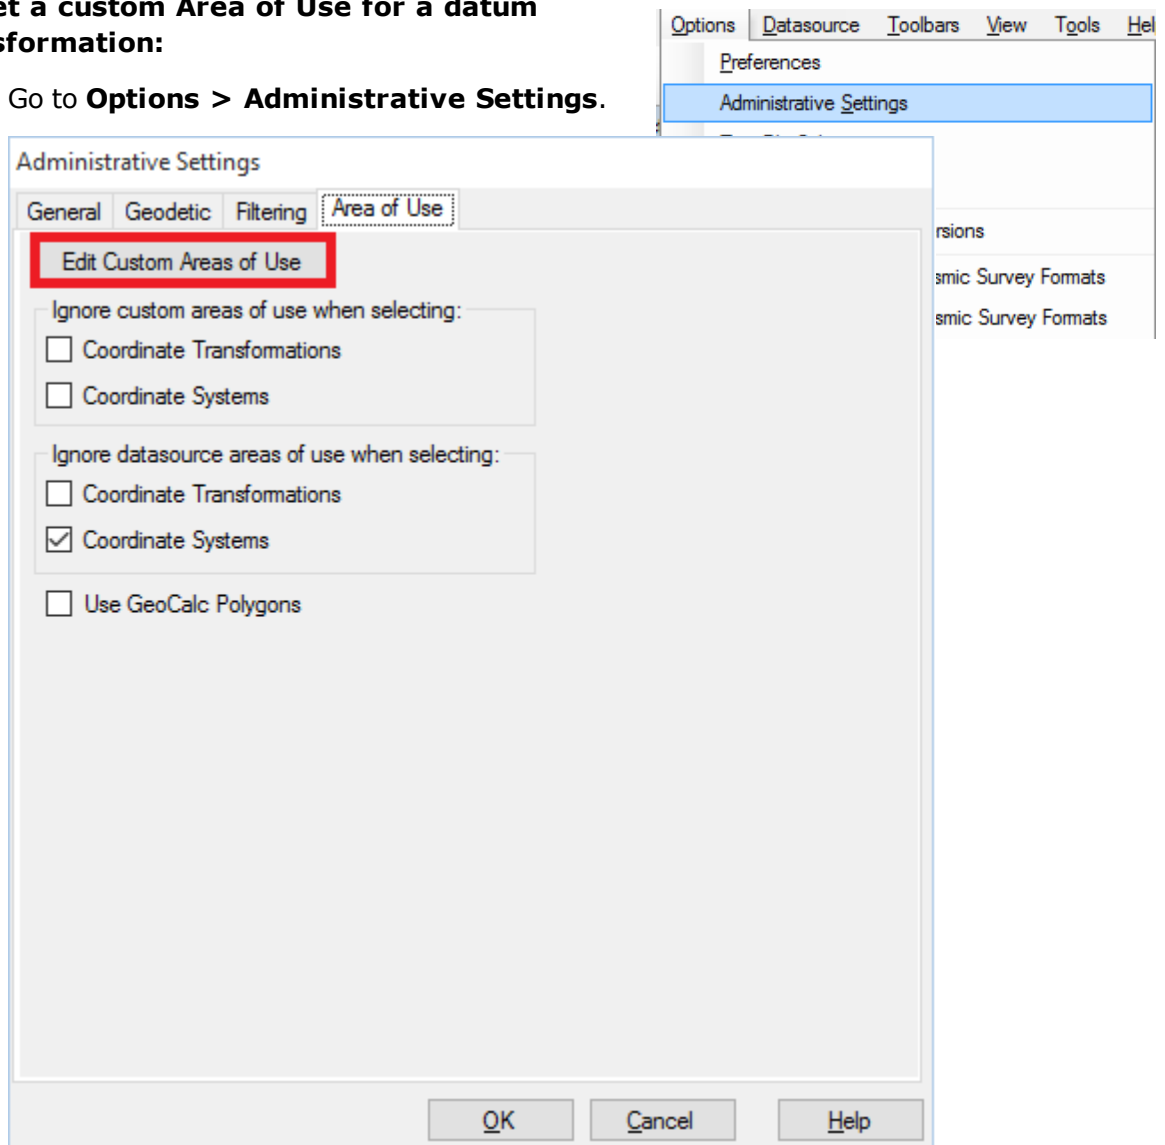 et a custom Area of Use for a datum
sformation:
Go to Options > Administrative Settings.
Options Datasource Toolbars View Tools Hel
Preferences
Administrative Settings
rsions
smic Survey Formats
smic Survey Formats
Administrative Settings
General Geodetic Filtering Area of Use
Edit Custom Areas of Use
Ignore custom areas of use when selecting:
Coordinate Transformations
Coordinate Systems
Ignore datasource areas of use when selecting:
Coordinate Transformations
Coordinate Systems
Use GeoCalc Polygons
OK Cancel Help